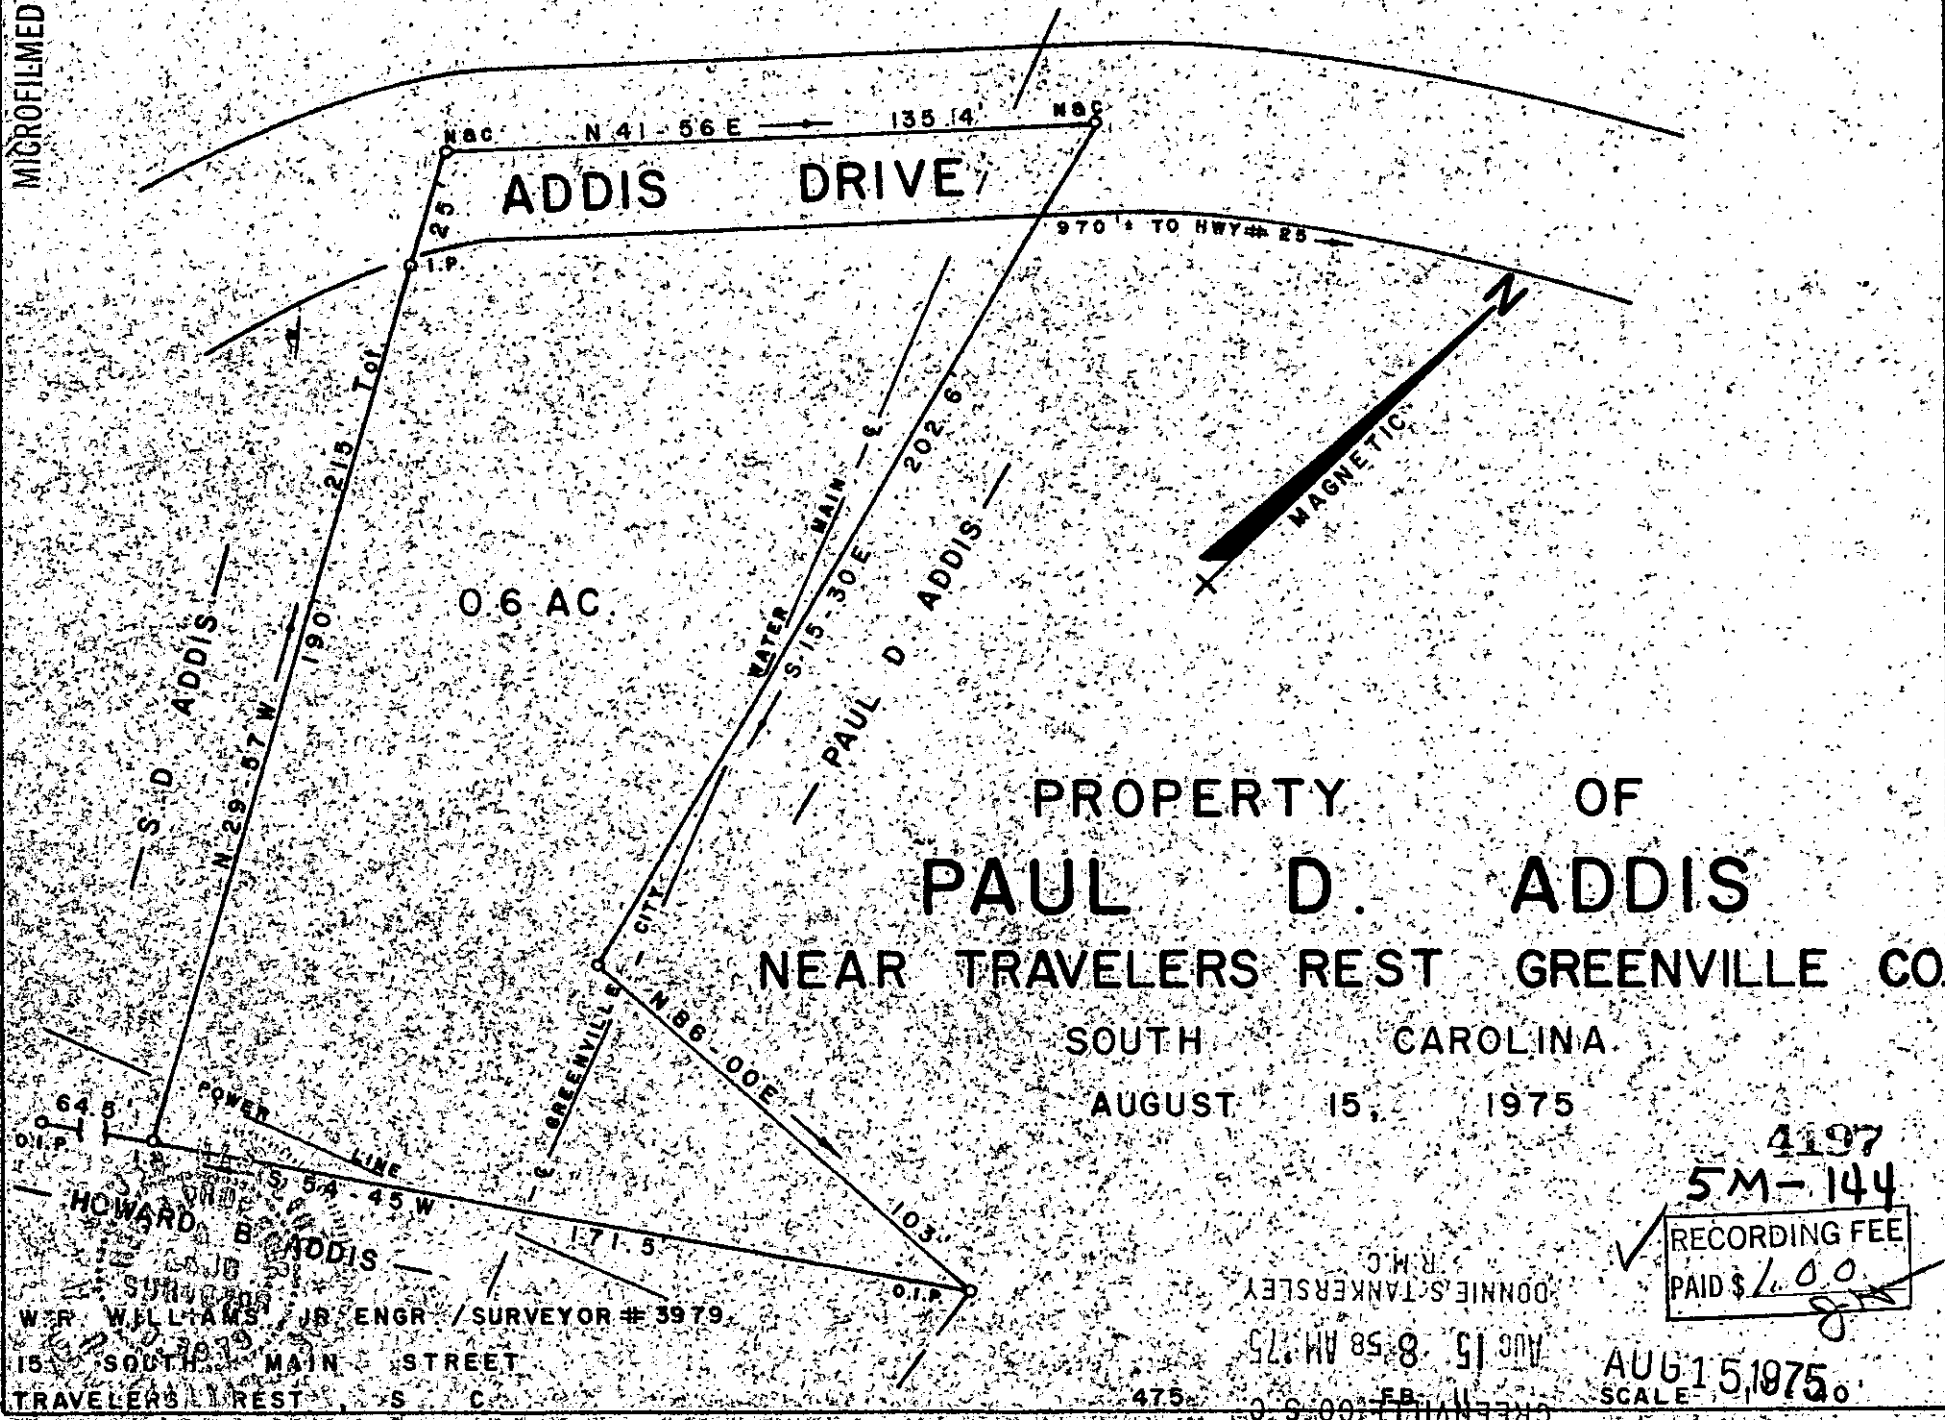 MICROFILMED
N&C
N 41-56 E
135.14'
N&C
ADDIS DRIVE
25'
I.P.
970'± TO HWY # 25
N
MAGNETIC
215' Tot
190'
N 29-57 W
S. D. ADDIS
0.6 AC.
WATER MAIN
202.6'
S 15-30 E
PAUL D ADDIS
GREENVILLE CITY
N 86-00 E
103'
PROPERTY OF
PAUL D. ADDIS
NEAR TRAVELERS REST GREENVILLE CO.
SOUTH CAROLINA
AUGUST 15, 1975
64.5'
O.I.P.
POWER LINE
S 54-45 W
171.5'
O.I.P.
HOWARD B ADDIS
4197
5M-144
RECORDING FEE
PAID $ 1.00
DONNIE S. TANKERSLEY
R.M.C.
AUG 15 8 58 AM '75
GREENVILLE CO. S. C.
AUG 15, 1975
W. R. WILLIAMS, JR. ENGR / SURVEYOR # 3979
15 SOUTH MAIN STREET
TRAVELERS REST, S. C.
475
FB 11
SCALE